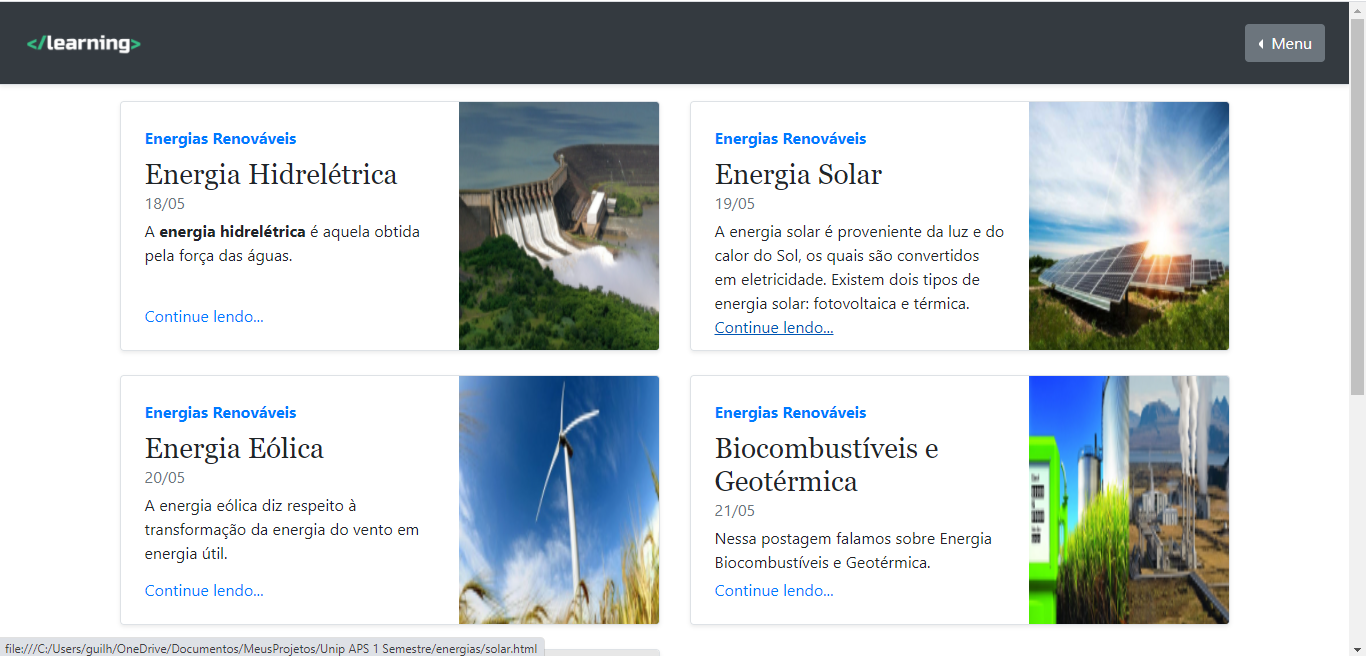 </learning>
Menu
Energias Renováveis
Energia Hidrelétrica
18/05
A energia hidrelétrica é aquela obtida
pela força das águas.
Continue lendo...
Energias Renováveis
Energia Solar
19/05
A energia solar é proveniente da luz e do
calor do Sol, os quais são convertidos
em eletricidade. Existem dois tipos de
energia solar: fotovoltaica e térmica.
Continue lendo...
Energias Renováveis
Energia Eólica
20/05
A energia eólica diz respeito à
transformação da energia do vento em
energia útil.
Continue lendo...
Energias Renováveis
Biocombustíveis e
Geotérmica
21/05
Nessa postagem falamos sobre Energia
Biocombustíveis e Geotérmica.
Continue lendo...
file:///C:/Users/guilh/OneDrive/Documentos/MeusProjetos/Unip APS 1 Semestre/energias/solar.html